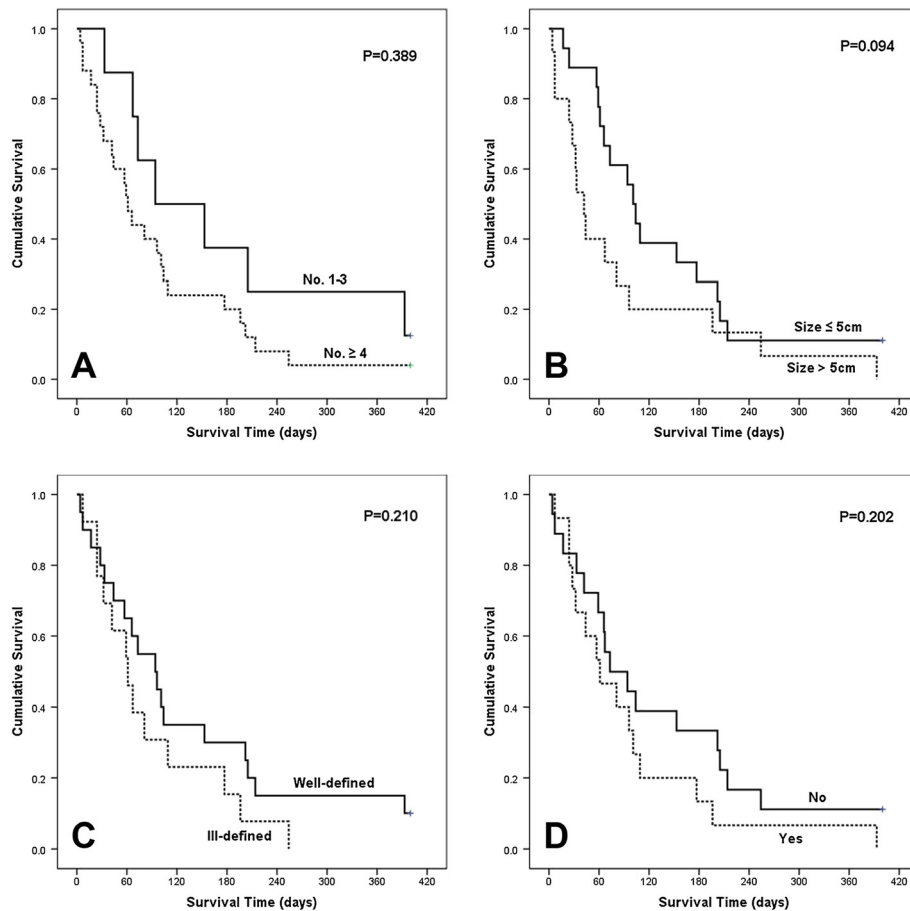 P=0.389
Cumulative Survival
1.0
0.8
0.6
0.4
0.2
0.0
No. 1-3
No. ≥ 4
A
0 60 120 180 240 300 360 420
Survival Time (days)
P=0.094
Cumulative Survival
1.0
0.8
0.6
0.4
0.2
0.0
Size ≤ 5cm
Size > 5cm
B
0 60 120 180 240 300 360 420
Survival Time (days)
P=0.210
Cumulative Survival
1.0
0.8
0.6
0.4
0.2
0.0
Well-defined
Ill-defined
C
0 60 120 180 240 300 360 420
Survival Time (days)
P=0.202
Cumulative Survival
1.0
0.8
0.6
0.4
0.2
0.0
No
Yes
D
0 60 120 180 240 300 360 420
Survival Time (days)